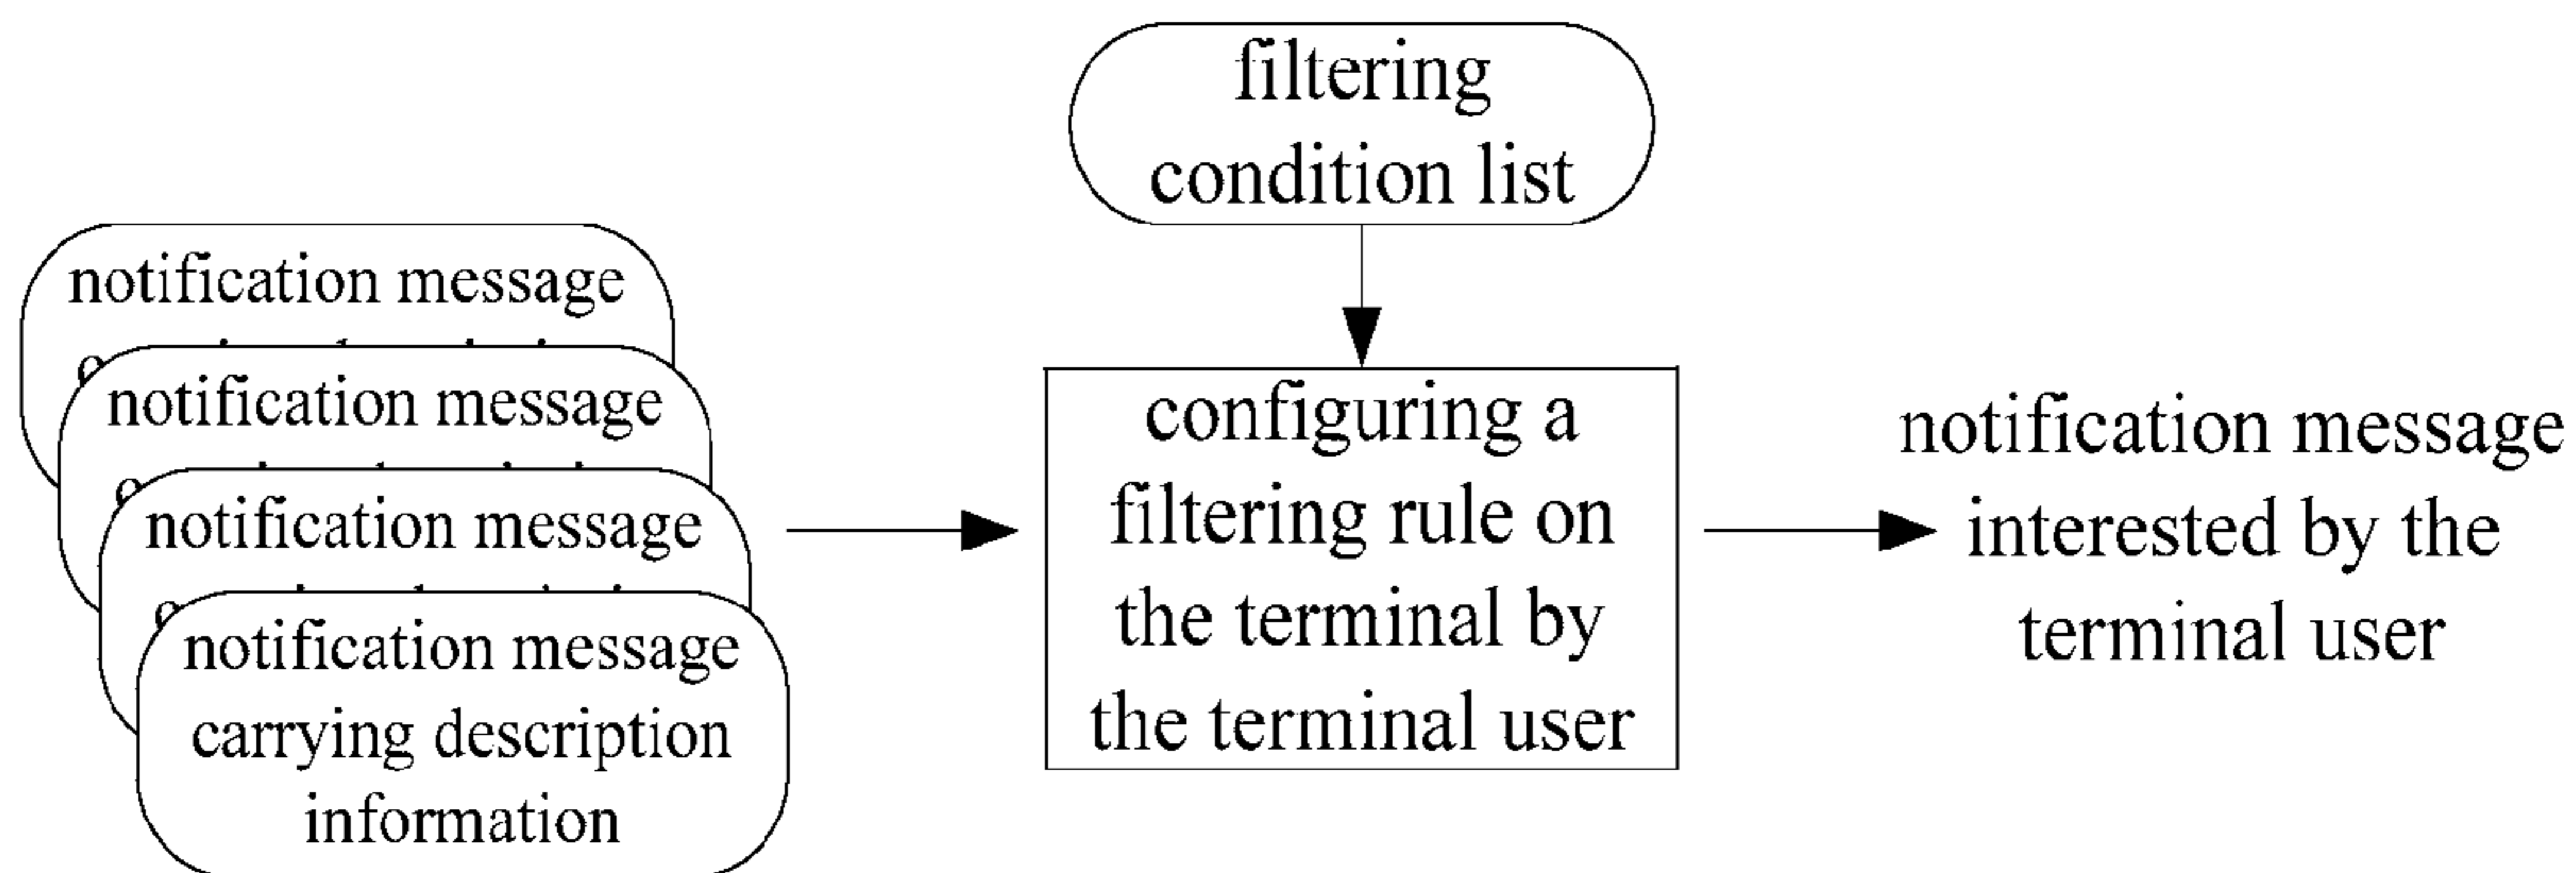 filtering
condition list
notification message
notification message
notification message
notification message
carrying description
information
configuring a
filtering rule on
the terminal by
the terminal user
notification message
interested by the
terminal user